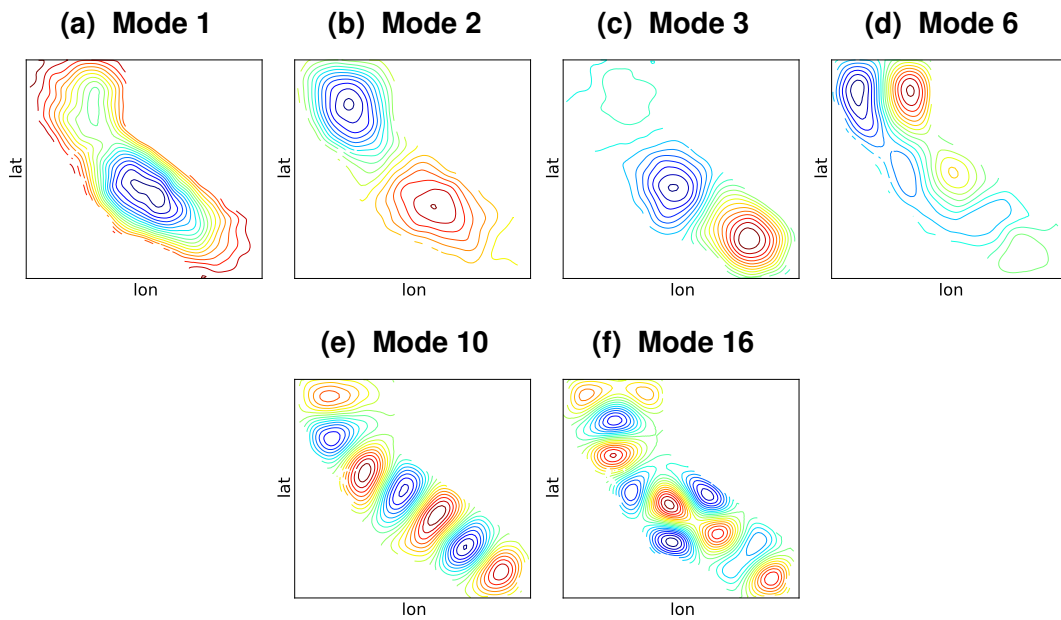 (a) Mode 1
(b) Mode 2
(c) Mode 3
(d) Mode 6
lat
lon
lat
lon
lat
lon
lat
lon
(e) Mode 10
(f) Mode 16
lat
lon
lat
lon